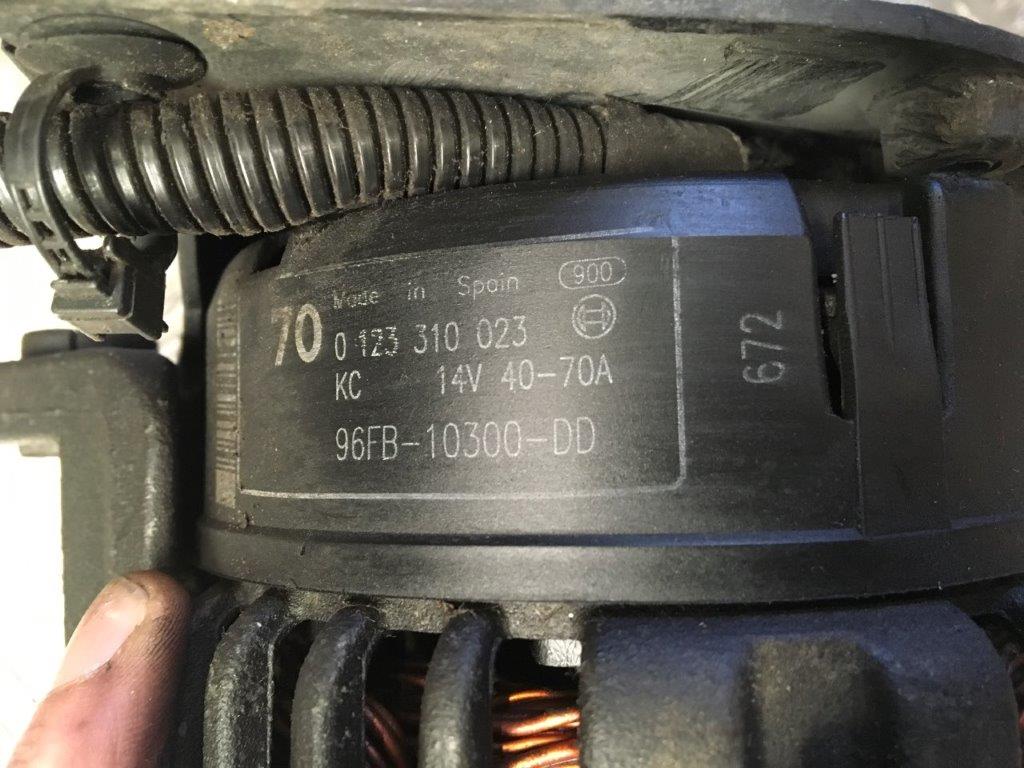 Made in Spain 900
70 0 123 310 023
KC 14V 40-70A
96FB-10300-DD
672